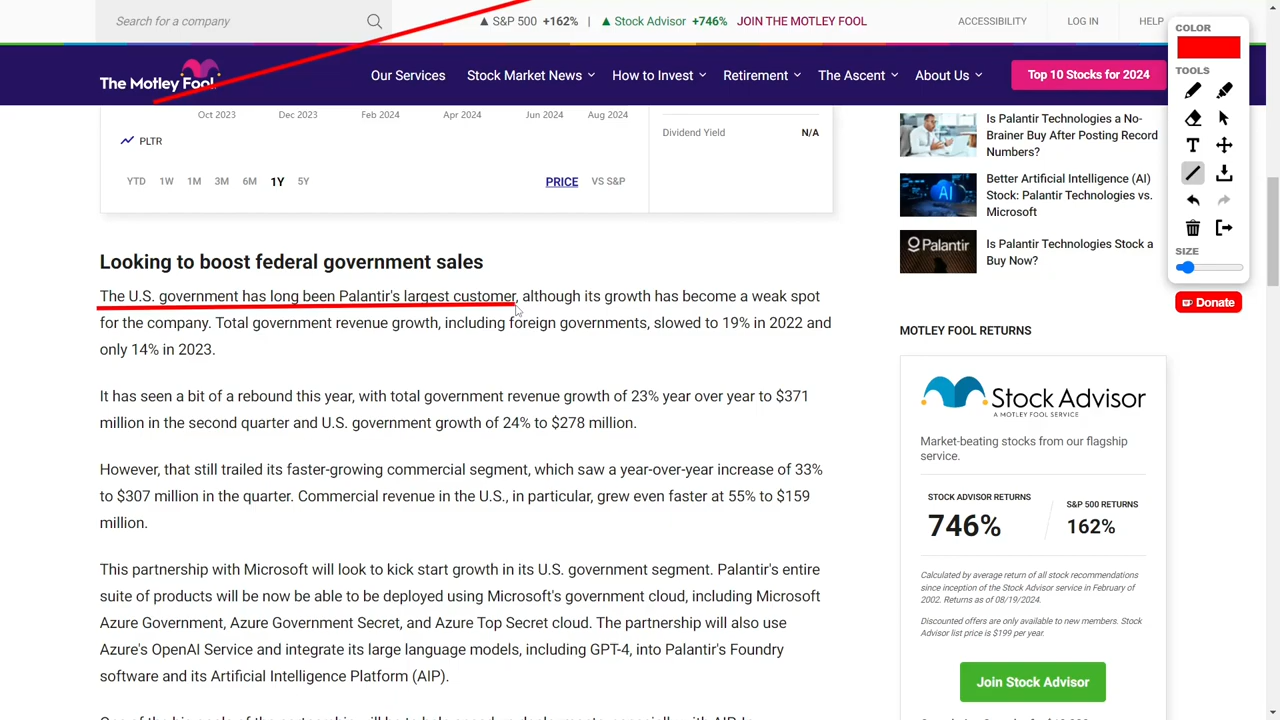 Search for a company
▲ S&P 500 +162% | ▲ Stock Advisor +746% JOIN THE MOTLEY FOOL
ACCESSIBILITY LOG IN HELP
The Motley Fool
Our Services Stock Market News How to Invest Retirement The Ascent About Us Top 10 Stocks for 2024
COLOR
TOOLS
T
SIZE
Donate
Oct 2023 Dec 2023 Feb 2024 Apr 2024 Jun 2024 Aug 2024
PLTR
YTD 1W 1M 3M 6M 1Y 5Y PRICE VS S&P
Dividend Yield N/A
Looking to boost federal government sales
The U.S. government has long been Palantir's largest customer, although its growth has become a weak spot
for the company. Total government revenue growth, including foreign governments, slowed to 19% in 2022 and
only 14% in 2023.
It has seen a bit of a rebound this year, with total government revenue growth of 23% year over year to $371
million in the second quarter and U.S. government growth of 24% to $278 million.
However, that still trailed its faster-growing commercial segment, which saw a year-over-year increase of 33%
to $307 million in the quarter. Commercial revenue in the U.S., in particular, grew even faster at 55% to $159
million.
This partnership with Microsoft will look to kick start growth in its U.S. government segment. Palantir's entire
suite of products will be now be able to be deployed using Microsoft's government cloud, including Microsoft
Azure Government, Azure Government Secret, and Azure Top Secret cloud. The partnership will also use
Azure's OpenAI Service and integrate its large language models, including GPT-4, into Palantir's Foundry
software and its Artificial Intelligence Platform (AIP).
Is Palantir Technologies a No-
Brainer Buy After Posting Record
Numbers?
AI
Better Artificial Intelligence (AI)
Stock: Palantir Technologies vs.
Microsoft
Palantir
Is Palantir Technologies Stock a
Buy Now?
MOTLEY FOOL RETURNS
Stock Advisor
A MOTLEY FOOL SERVICE
Market-beating stocks from our flagship
service.
STOCK ADVISOR RETURNS
746%
S&P 500 RETURNS
162%
Calculated by average return of all stock recommendations
since inception of the Stock Advisor service in February of
2002. Returns as of 08/19/2024.
Discounted offers are only available to new members. Stock
Advisor list price is $199 per year.
Join Stock Advisor